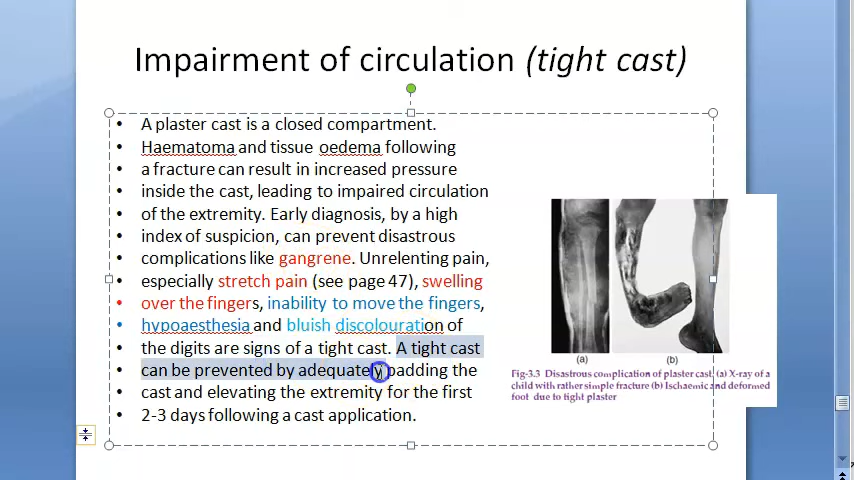 Impairment of circulation (tight cast)
• A plaster cast is a closed compartment.
• Haematoma and tissue oedema following
• a fracture can result in increased pressure
• inside the cast, leading to impaired circulation
• of the extremity. Early diagnosis, by a high
• index of suspicion, can prevent disastrous
• complications like gangrene. Unrelenting pain,
• especially stretch pain (see page 47), swelling
• over the fingers, inability to move the fingers,
• hypoaesthesia and bluish discolouration of
• the digits are signs of a tight cast. A tight cast
• can be prevented by adequately padding the
• cast and elevating the extremity for the first
• 2-3 days following a cast application.
(a) (b)
Fig-3.3 Disastrous complication of plaster cast, (a) X-ray of a
child with rather simple fracture (b) Ischaemic and deformed
foot due to tight plaster